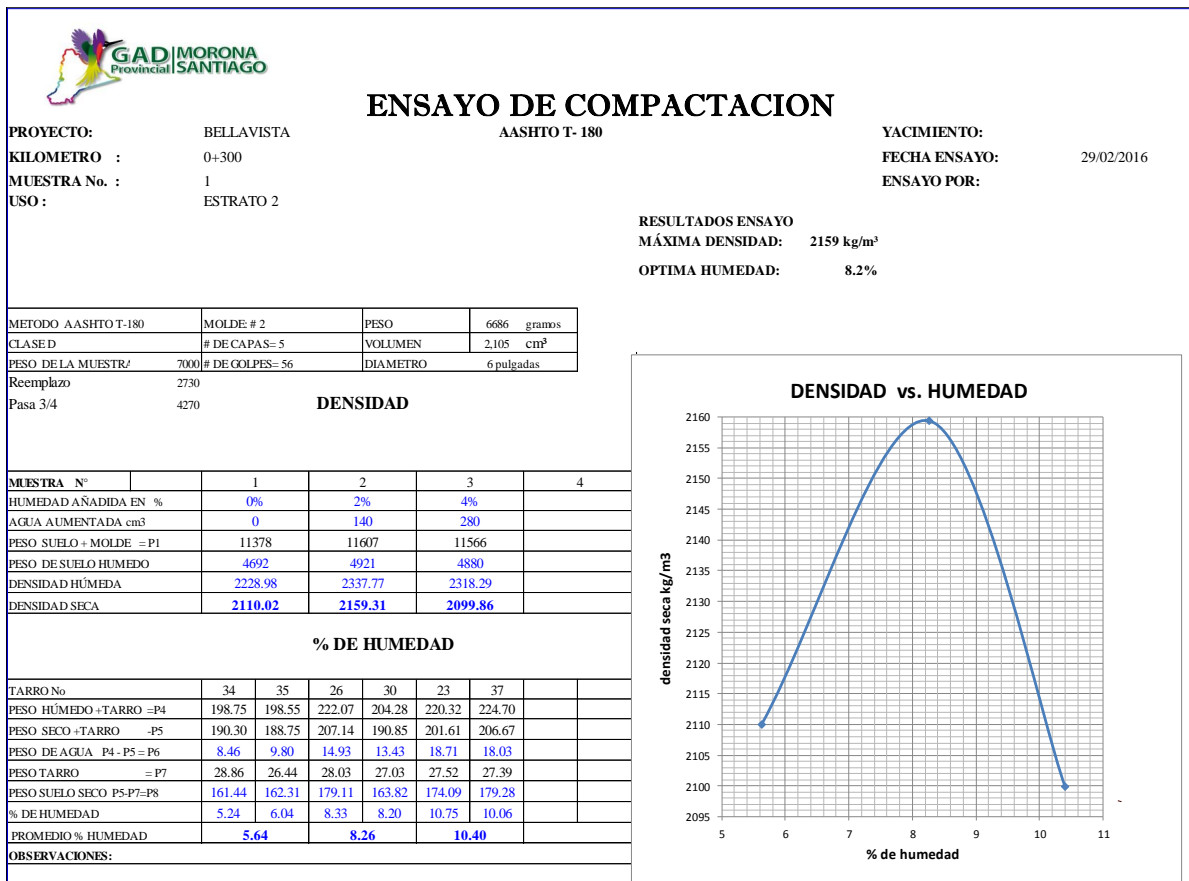 GAD MORONA
Provincial SANTIAGO
ENSAYO DE COMPACTACION
PROYECTO: BELLAVISTA AASHTO T- 180 YACIMIENTO:
KILOMETRO : 0+300 FECHA ENSAYO: 29/02/2016
MUESTRA No. : 1 ENSAYO POR:
USO : ESTRATO 2
RESULTADOS ENSAYO
MÁXIMA DENSIDAD: 2159 kg/m³
OPTIMA HUMEDAD: 8.2%
METODO AASHTO T-180 MOLDE: # 2 PESO 6686 gramos
CLASE D # DE CAPAS= 5 VOLUMEN 2,105 cm³
PESO DE LA MUESTRA 7000 # DE GOLPES= 56 DIAMETRO 6 pulgadas
Reemplazo 2730
Pasa 3/4 4270 DENSIDAD
MUESTRA N° 1 2 3 4
HUMEDAD AÑADIDA EN % 0% 2% 4%
AGUA AUMENTADA cm3 0 140 280
PESO SUELO + MOLDE = P1 11378 11607 11566
PESO DE SUELO HUMEDO 4692 4921 4880
DENSIDAD HÚMEDA 2228.98 2337.77 2318.29
DENSIDAD SECA 2110.02 2159.31 2099.86
% DE HUMEDAD
TARRO No 34 35 26 30 23 37
PESO HÚMEDO +TARRO =P4 198.75 198.55 222.07 204.28 220.32 224.70
PESO SECO +TARRO -P5 190.30 188.75 207.14 190.85 201.61 206.67
PESO DE AGUA P4 - P5 = P6 8.46 9.80 14.93 13.43 18.71 18.03
PESO TARRO = P7 28.86 26.44 28.03 27.03 27.52 27.39
PESO SUELO SECO P5-P7=P8 161.44 162.31 179.11 163.82 174.09 179.28
% DE HUMEDAD 5.24 6.04 8.33 8.20 10.75 10.06
PROMEDIO % HUMEDAD 5.64 8.26 10.40
OBSERVACIONES:
DENSIDAD vs. HUMEDAD
densidad seca kg/m3
2160
2155
2150
2145
2140
2135
2130
2125
2120
2115
2110
2105
2100
2095
5 6 7 8 9 10 11
% de humedad